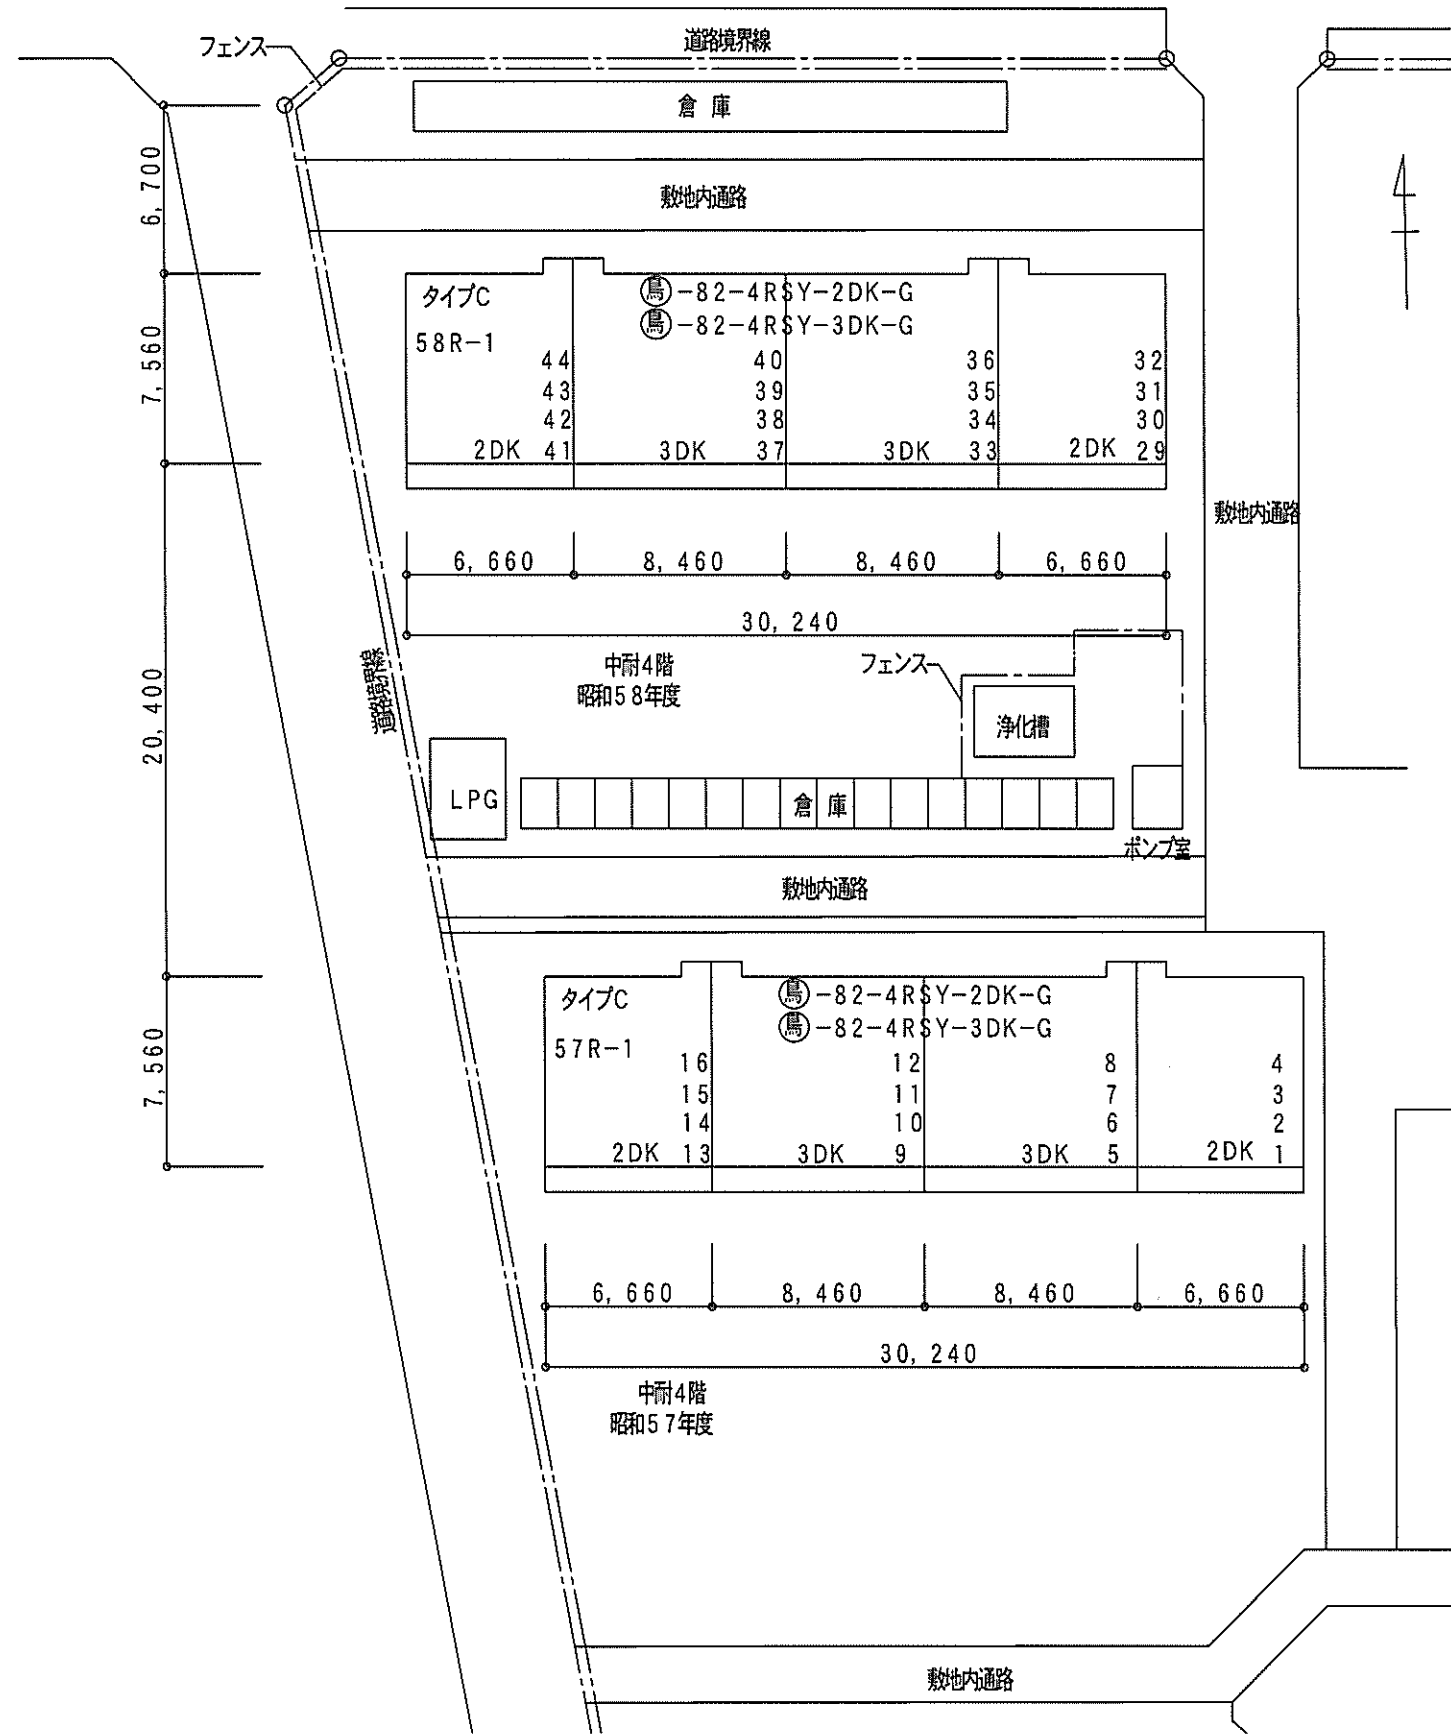 フェンス
道路境界線
倉庫
敷地内通路
6,700
タイプC
㊞-82-4RSY-2DK-G
㊞-82-4RSY-3DK-G
58R-1
44 40 36 32
43 39 35 31
42 38 34 30
2DK 41 3DK 37 3DK 33 2DK 29
7,560
敷地内通路
6,660 8,460 8,460 6,660
30,240
中耐4階
昭和58年度
フェンス
道路境界線
20,400
浄化槽
LPG
倉庫
ポンプ室
敷地内通路
タイプC
鳥-82-4RSY-2DK-G
鳥-82-4RSY-3DK-G
57R-1
16 12 8 4
15 11 7 3
14 10 6 2
2DK 13 3DK 9 3DK 5 2DK 1
7,560
6,660 8,460 8,460 6,660
30,240
中耐4階
昭和57年度
敷地内通路